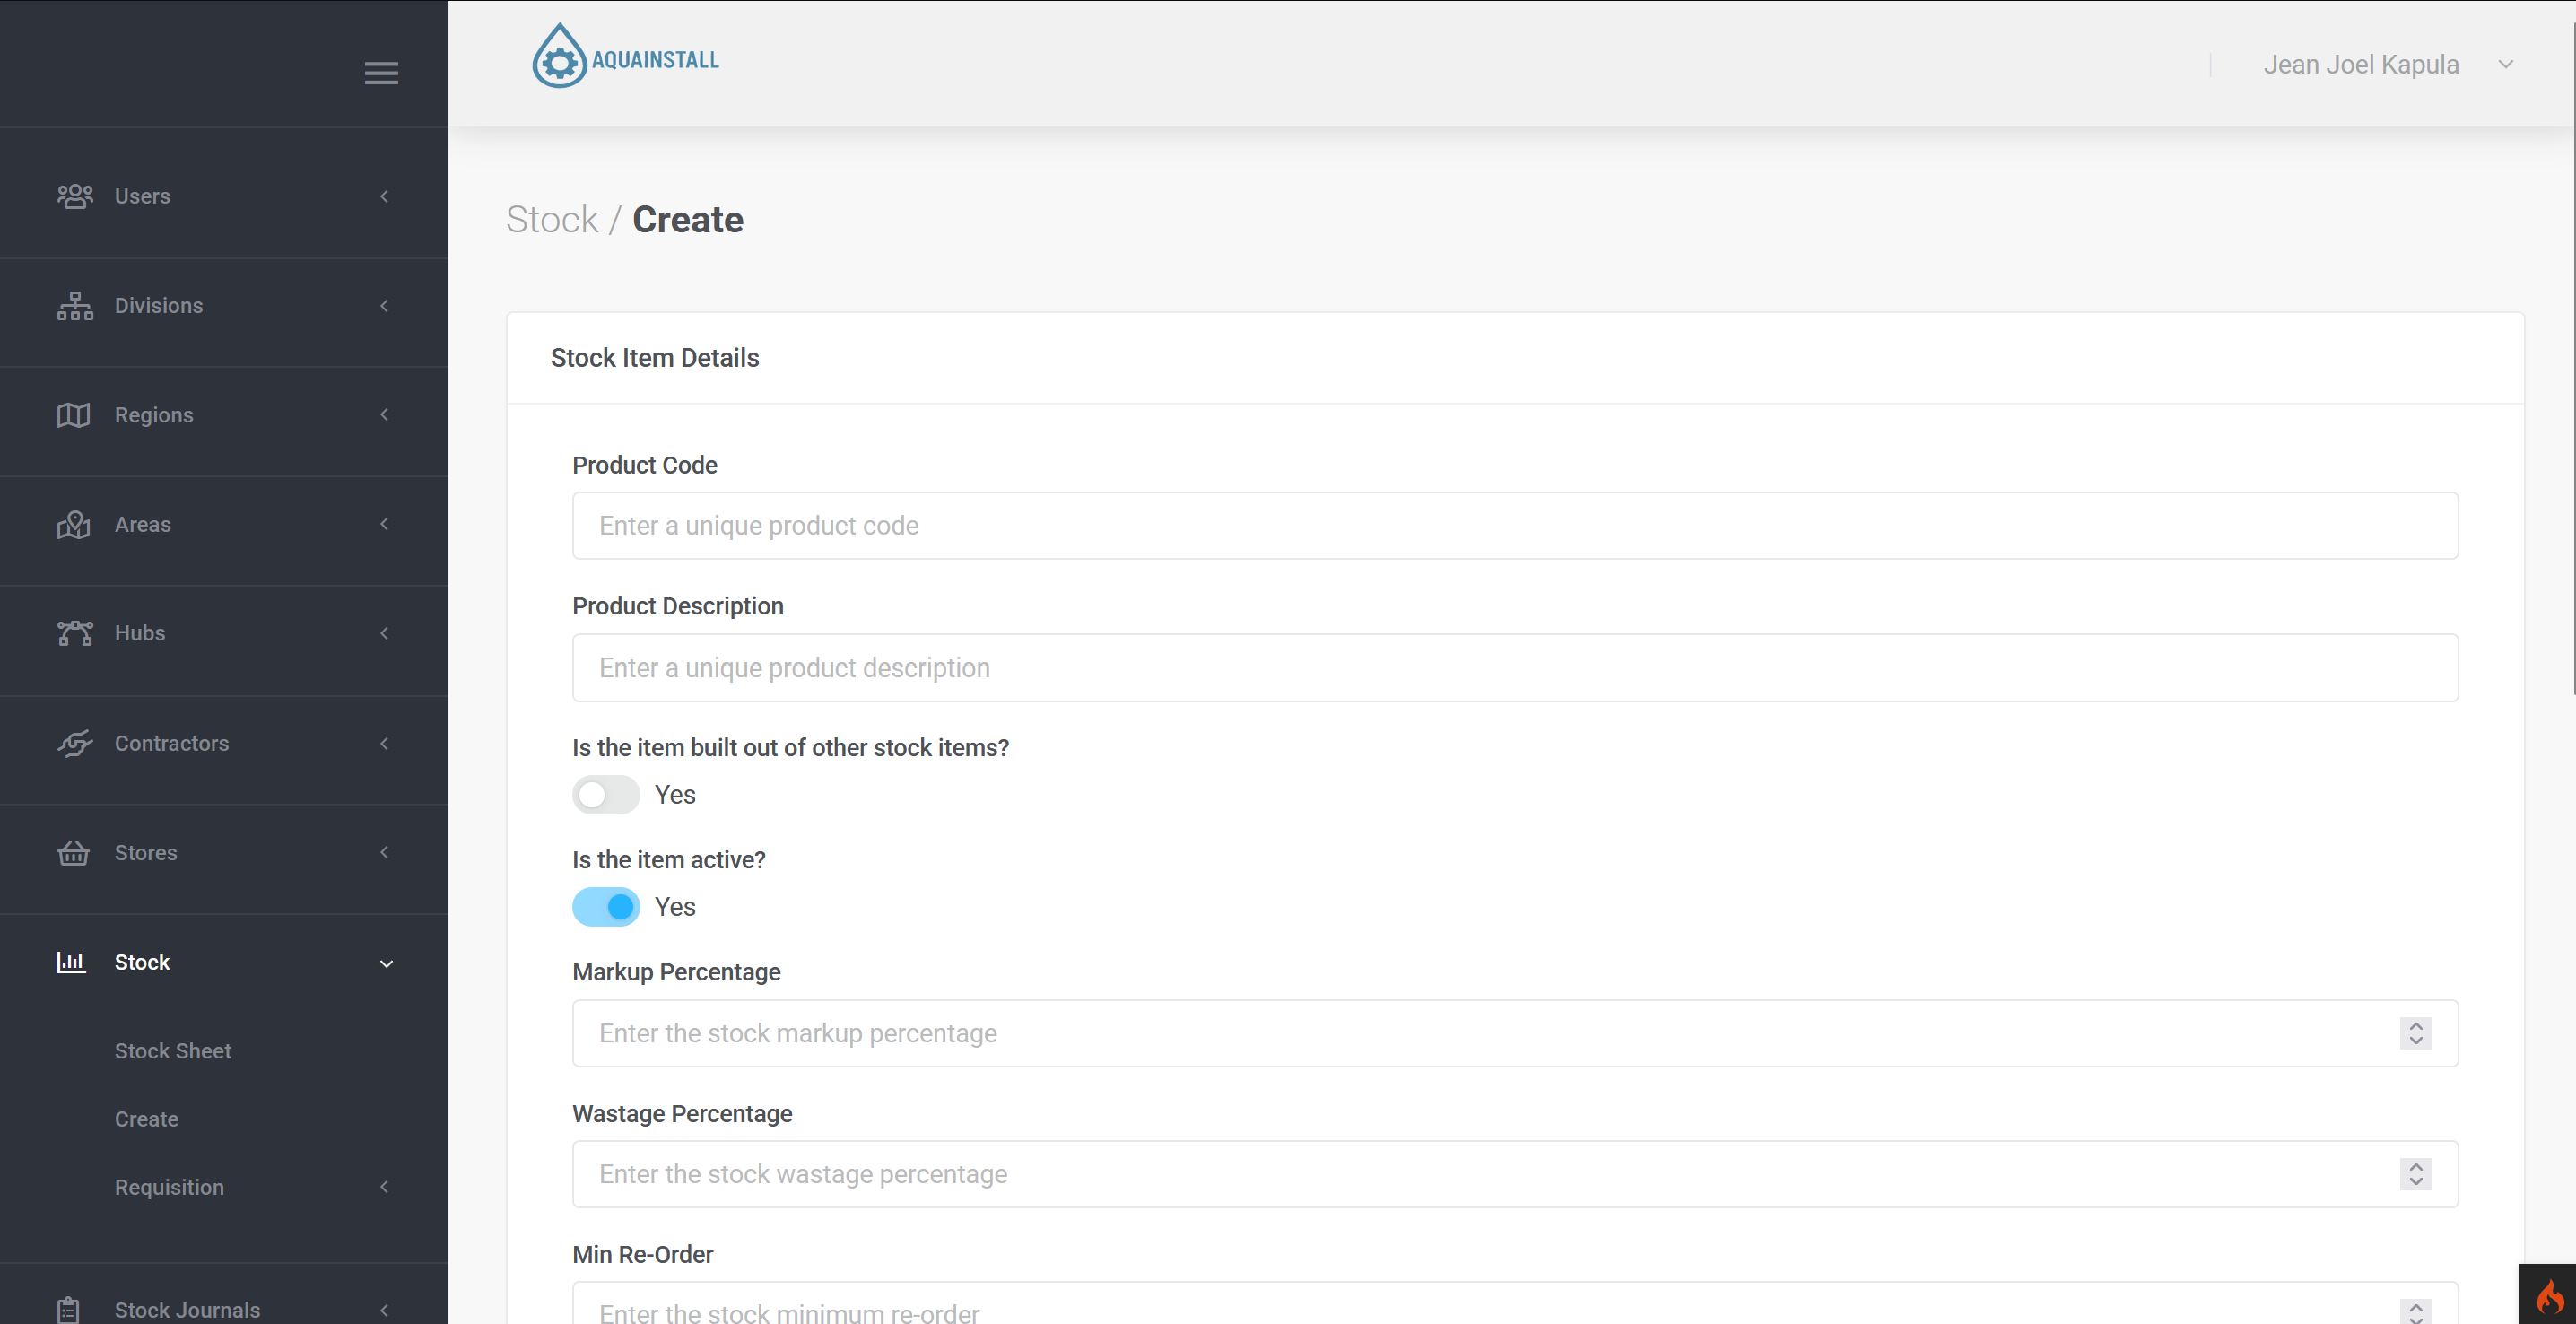 AQUAINSTALL
Jean Joel Kapula
Users
Divisions
Regions
Areas
Hubs
Contractors
Stores
Stock
Stock Sheet
Create
Requisition
Stock Journals
Stock / Create
Stock Item Details
Product Code
Enter a unique product code
Product Description
Enter a unique product description
Is the item built out of other stock items?
Yes
Is the item active?
Yes
Markup Percentage
Enter the stock markup percentage
Wastage Percentage
Enter the stock wastage percentage
Min Re-Order
Enter the stock minimum re-order